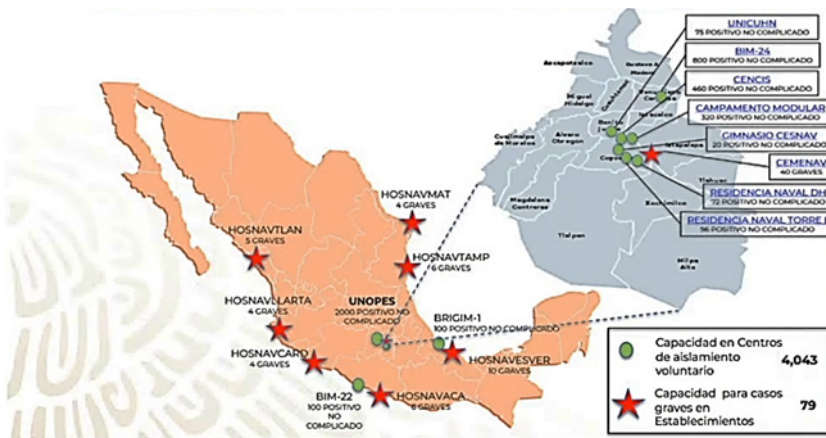 UNICUHN
75 POSITIVO NO COMPLICADO
BIM-24
800 POSITIVO NO COMPLICADO
CENCIS
460 POSITIVO NO COMPLICADO
CAMPAMENTO MODULAR
320 POSITIVO NO COMPLICADO
GIMNASIO CESNAV
20 POSITIVO NO COMPLICADO
CEMENAV
40 GRAVES
RESIDENCIA NAVAL DH
72 POSITIVO NO COMPLICADO
RESIDENCIA NAVAL TORRE
96 POSITIVO NO COMPLICADO
Azcapotzalco
Gustavo A.
Miguel
Hidalgo
Iztacalco
Benito
Cuajimalpa
de Morelos
Alvaro
Obregon
Iztapalapa
Tlahuac
Magdalena
Contreras
Xochimilco
Tlalpan
Milpa
Alta
HOSNAVMAT
4 GRAVES
HOSNAVTLAN
5 GRAVES
HOSNAVTAMP
6 GRAVES
HOSNAVLLARTA
4 GRAVES
UNOPES
2000 POSITIVO NO
COMPLICADO
BRIGIM-1
100 POSITIVO NO COMPLICADO
HOSNAVCARD
4 GRAVES
HOSNAVESVER
10 GRAVES
BIM-22
100 POSITIVO
NO
COMPLICADO
HOSNAVACA
6 GRAVES
Capacidad en Centros
de aislamiento
voluntario
4,043
Capacidad para casos
graves en
Establecimientos
79